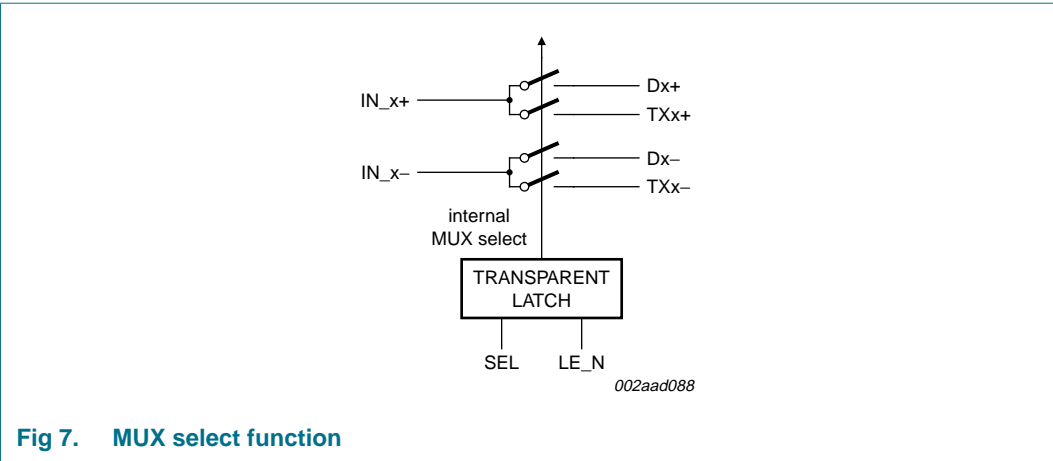 IN_x+
Dx+
TXx+
IN_x−
Dx−
TXx−
internal
MUX select
TRANSPARENT
LATCH
SEL
LE_N
002aad088
Fig 7. MUX select function